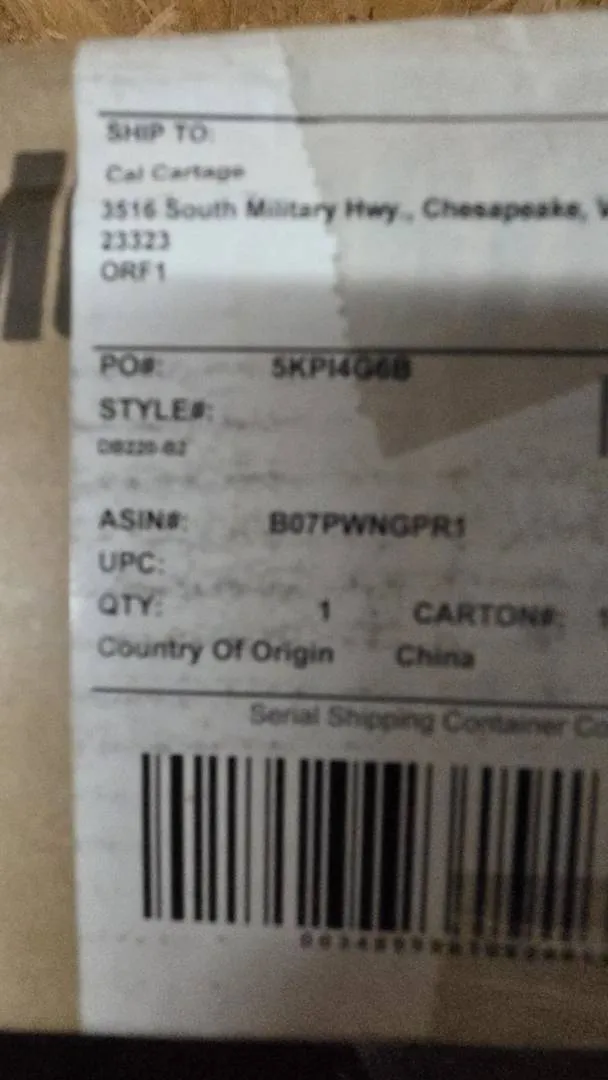 SHIP TO:
Cal Cartage
3516 South Military Hwy., Chesapeake,
23323
ORF1
PO#: 5KPI4G6B
STYLE#:
DB220-B2
ASIN#: B07PWNGPR1
UPC:
QTY: 1 CARTON#:
Country Of Origin China
Serial Shipping Container